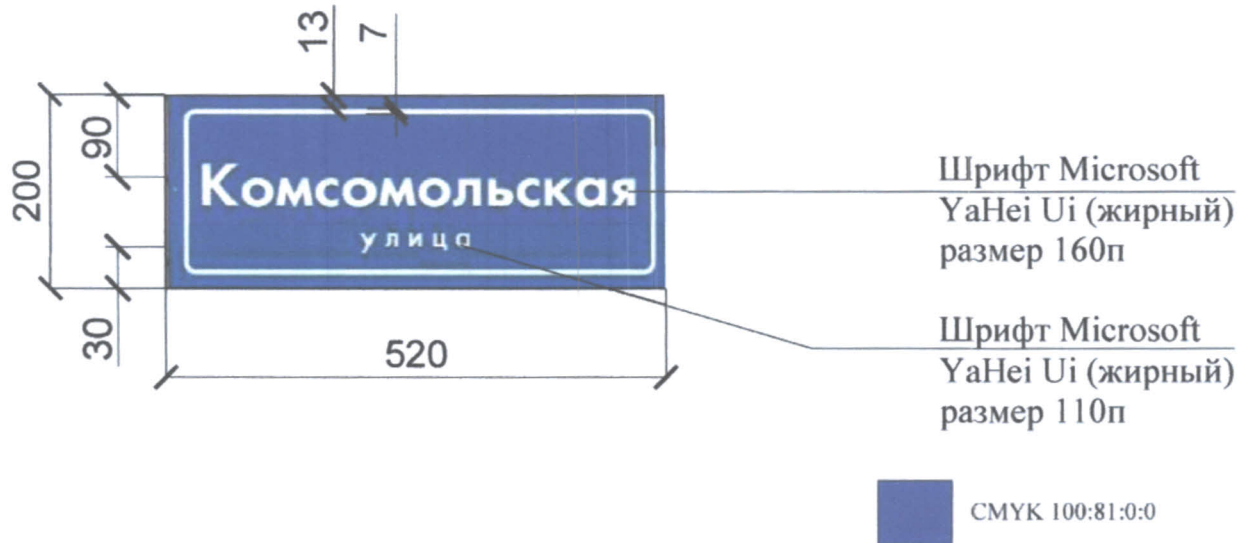 13
7
90
200
30
520
Комсомольская
улица
Шрифт Microsoft
YaHei Ui (жирный)
размер 160п
Шрифт Microsoft
YaHei Ui (жирный)
размер 110п
CMYK 100:81:0:0